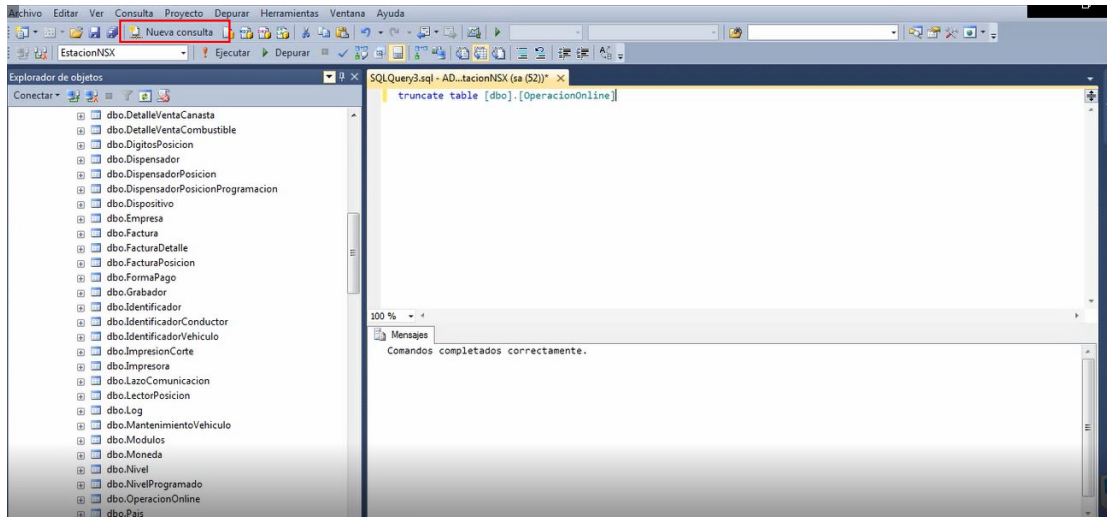 Archivo Editar Ver Consulta Proyecto Depurar Herramientas Ventana Ayuda
Nueva consulta
EstacionNSX
Ejecutar Depurar
Explorador de objetos
Conectar
dbo.DetalleVentaCanasta
dbo.DetalleVentaCombustible
dbo.DigitosPosicion
dbo.Dispensador
dbo.DispensadorPosicion
dbo.DispensadorPosicionProgramacion
dbo.Dispositivo
dbo.Empresa
dbo.Factura
dbo.FacturaDetalle
dbo.FacturaPosicion
dbo.FormaPago
dbo.Grabador
dbo.Identificador
dbo.IdentificadorConductor
dbo.IdentificadorVehiculo
dbo.ImpresionCorte
dbo.Impresora
dbo.LazoComunicacion
dbo.LectorPosicion
dbo.Log
dbo.MantenimientoVehiculo
dbo.Modulos
dbo.Moneda
dbo.Nivel
dbo.NivelProgramado
dbo.OperacionOnline
dbo.Pais
SQLQuery3.sql - AD...tacionNSX (sa (52))*
truncate table [dbo].[OperacionOnline]
100 %
Mensajes
Comandos completados correctamente.